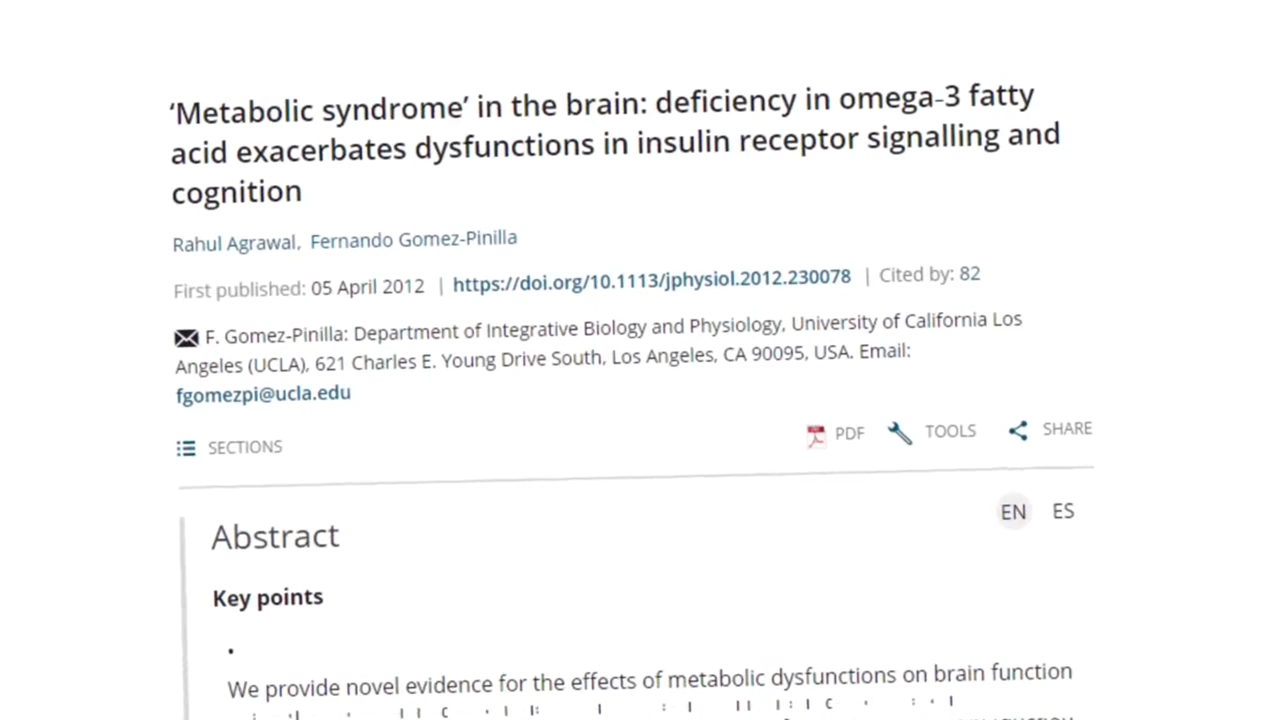 ‘Metabolic syndrome’ in the brain: deficiency in omega-3 fatty
acid exacerbates dysfunctions in insulin receptor signalling and
cognition
Rahul Agrawal, Fernando Gomez-Pinilla
First published: 05 April 2012 | https://doi.org/10.1113/jphysiol.2012.230078 | Cited by: 82
F. Gomez-Pinilla: Department of Integrative Biology and Physiology, University of California Los
Angeles (UCLA), 621 Charles E. Young Drive South, Los Angeles, CA 90095, USA. Email:
fgomezpi@ucla.edu
SECTIONS
PDF TOOLS SHARE
EN ES
Abstract
Key points
•
We provide novel evidence for the effects of metabolic dysfunctions on brain function